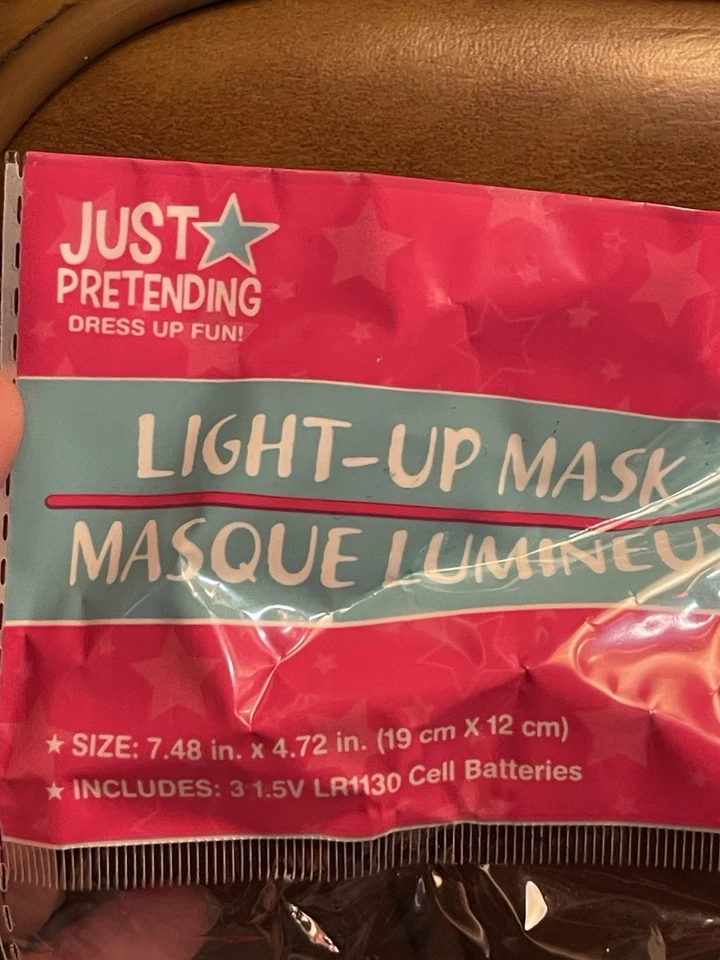 JUST
PRETENDING
DRESS UP FUN!
LIGHT-UP MASK
MASQUE LUMINEUX
★ SIZE: 7.48 in. x 4.72 in. (19 cm X 12 cm)
★ INCLUDES: 3 1.5V LR1130 Cell Batteries